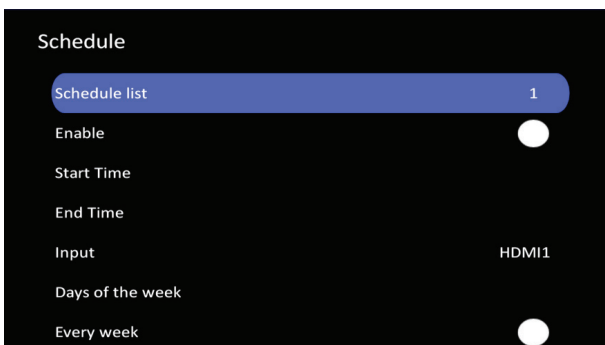 Schedule
Schedule list 1
Enable
Start Time
End Time
Input HDMI1
Days of the week
Every week